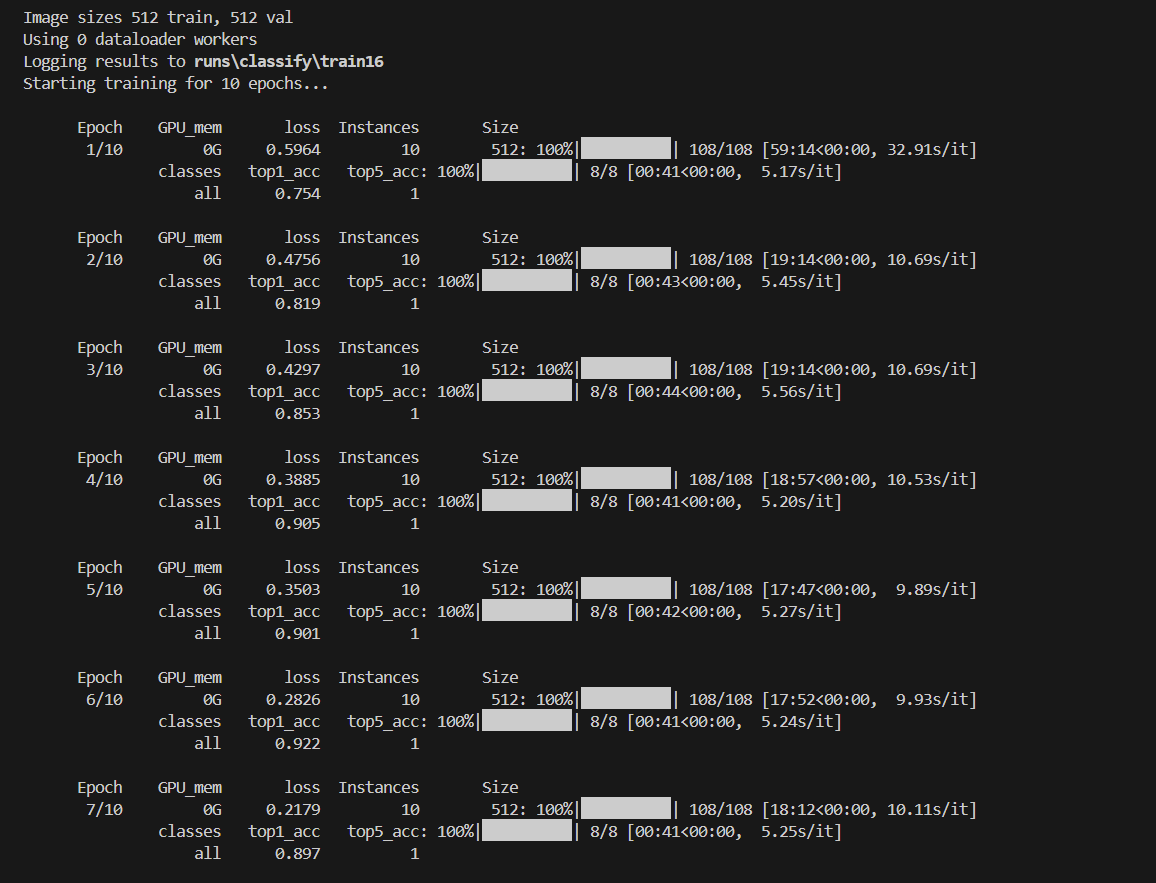 Image sizes 512 train, 512 val
Using 0 dataloader workers
Logging results to runs\classify\train16
Starting training for 10 epochs...
Epoch GPU_mem loss Instances Size
1/10 0G 0.5964 10 512: 100%| | 108/108 [59:14<00:00, 32.91s/it]
classes top1_acc top5_acc: 100%| | 8/8 [00:41<00:00, 5.17s/it]
all 0.754 1
Epoch GPU_mem loss Instances Size
2/10 0G 0.4756 10 512: 100%| | 108/108 [19:14<00:00, 10.69s/it]
classes top1_acc top5_acc: 100%| | 8/8 [00:43<00:00, 5.45s/it]
all 0.819 1
Epoch GPU_mem loss Instances Size
3/10 0G 0.4297 10 512: 100%| | 108/108 [19:14<00:00, 10.69s/it]
classes top1_acc top5_acc: 100%| | 8/8 [00:44<00:00, 5.56s/it]
all 0.853 1
Epoch GPU_mem loss Instances Size
4/10 0G 0.3885 10 512: 100%| | 108/108 [18:57<00:00, 10.53s/it]
classes top1_acc top5_acc: 100%| | 8/8 [00:41<00:00, 5.20s/it]
all 0.905 1
Epoch GPU_mem loss Instances Size
5/10 0G 0.3503 10 512: 100%| | 108/108 [17:47<00:00, 9.89s/it]
classes top1_acc top5_acc: 100%| | 8/8 [00:42<00:00, 5.27s/it]
all 0.901 1
Epoch GPU_mem loss Instances Size
6/10 0G 0.2826 10 512: 100%| | 108/108 [17:52<00:00, 9.93s/it]
classes top1_acc top5_acc: 100%| | 8/8 [00:41<00:00, 5.24s/it]
all 0.922 1
Epoch GPU_mem loss Instances Size
7/10 0G 0.2179 10 512: 100%| | 108/108 [18:12<00:00, 10.11s/it]
classes top1_acc top5_acc: 100%| | 8/8 [00:41<00:00, 5.25s/it]
all 0.897 1